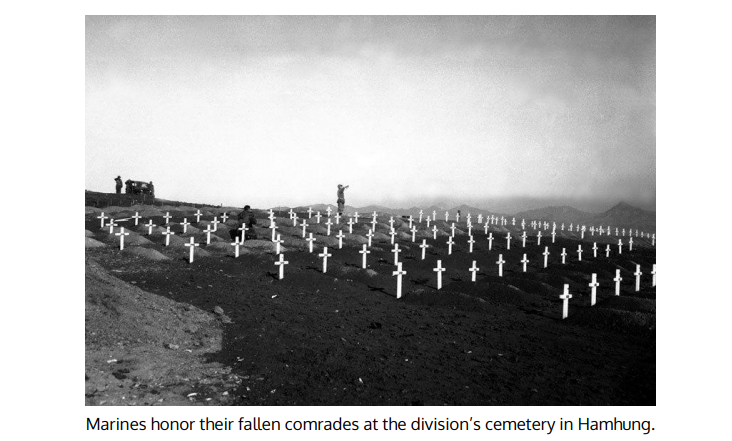 Marines honor their fallen comrades at the division’s cemetery in Hamhung.